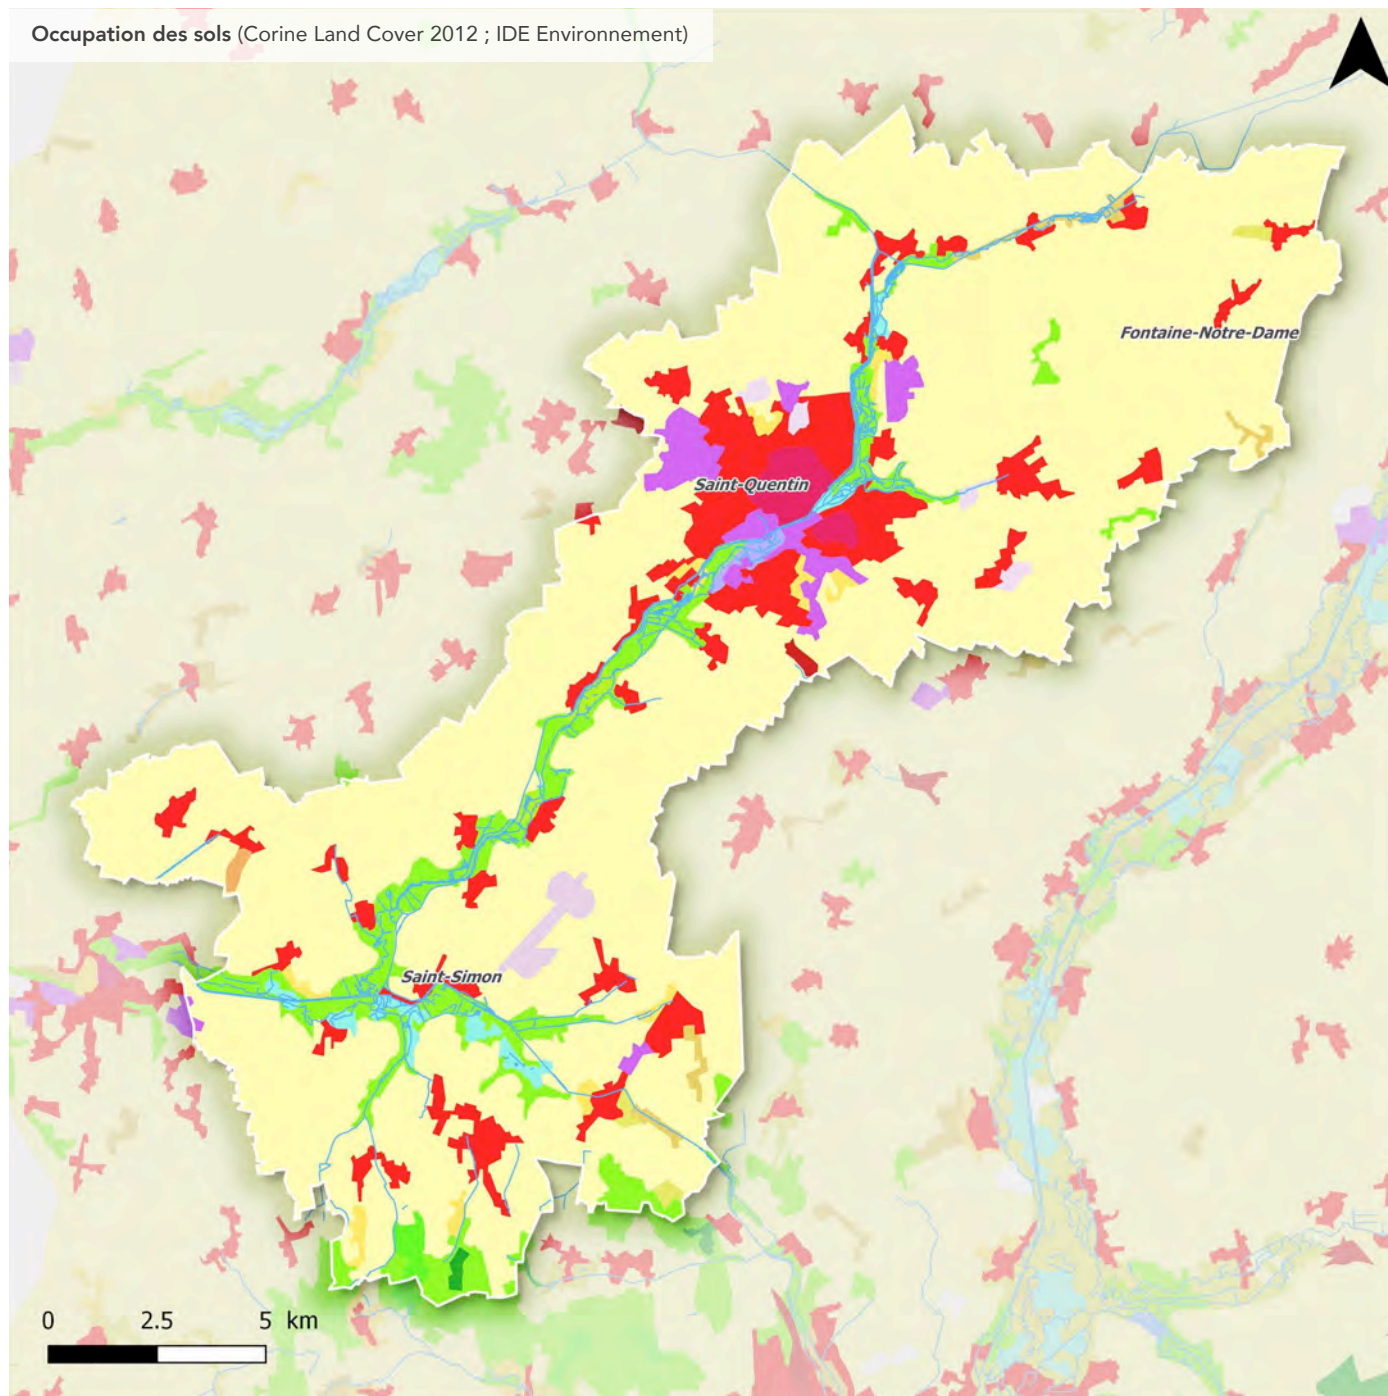 Occupation des sols (Corine Land Cover 2012 ; IDE Environnement)
Fontaine-Notre-Dame
Saint-Quentin
Saint-Simon
0 2.5 5 km